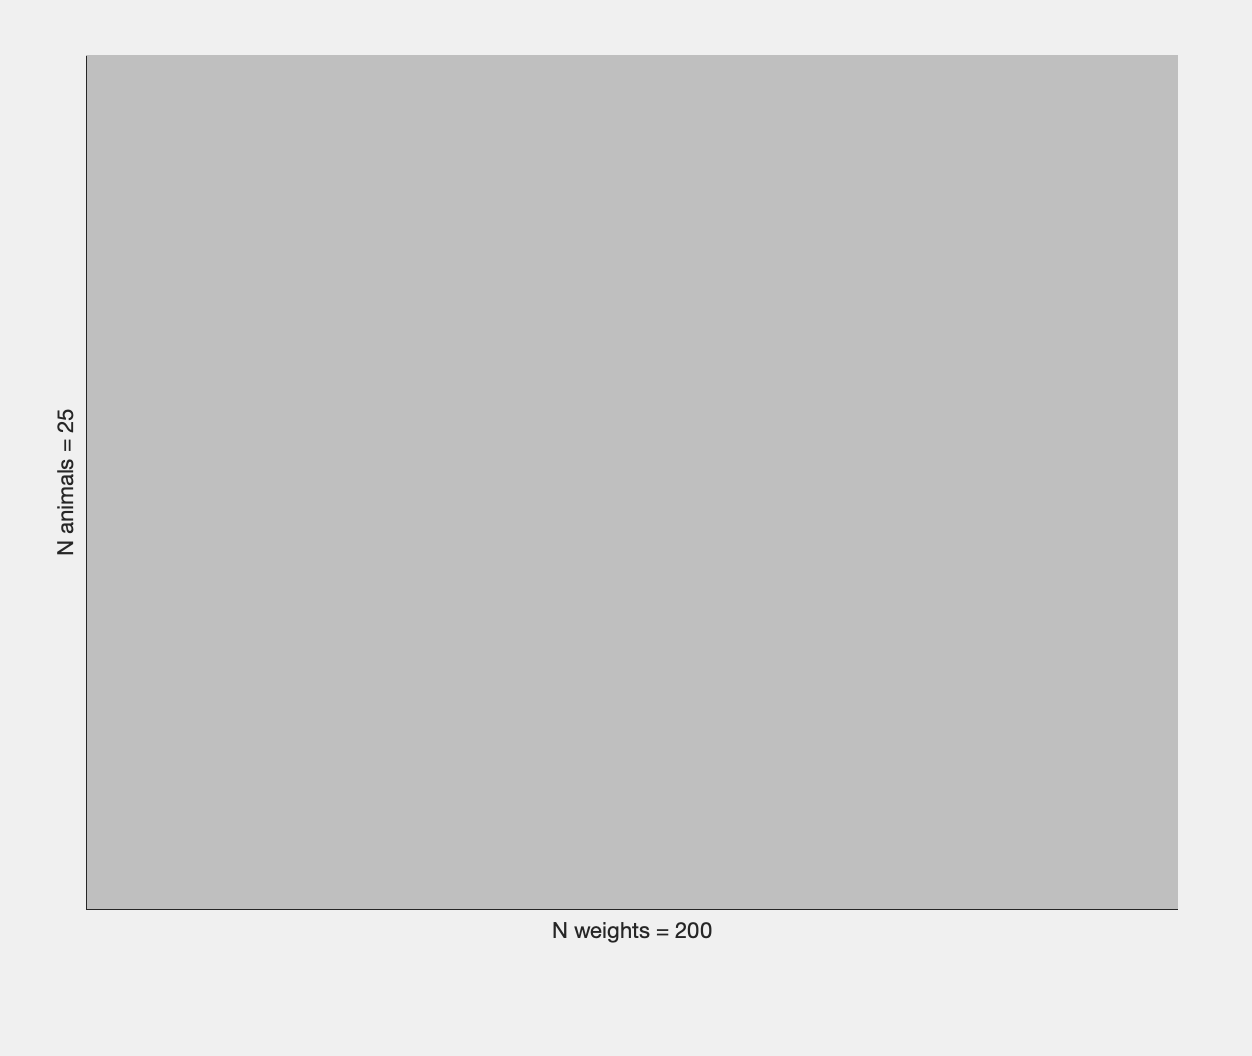 N animals = 25
N weights = 200